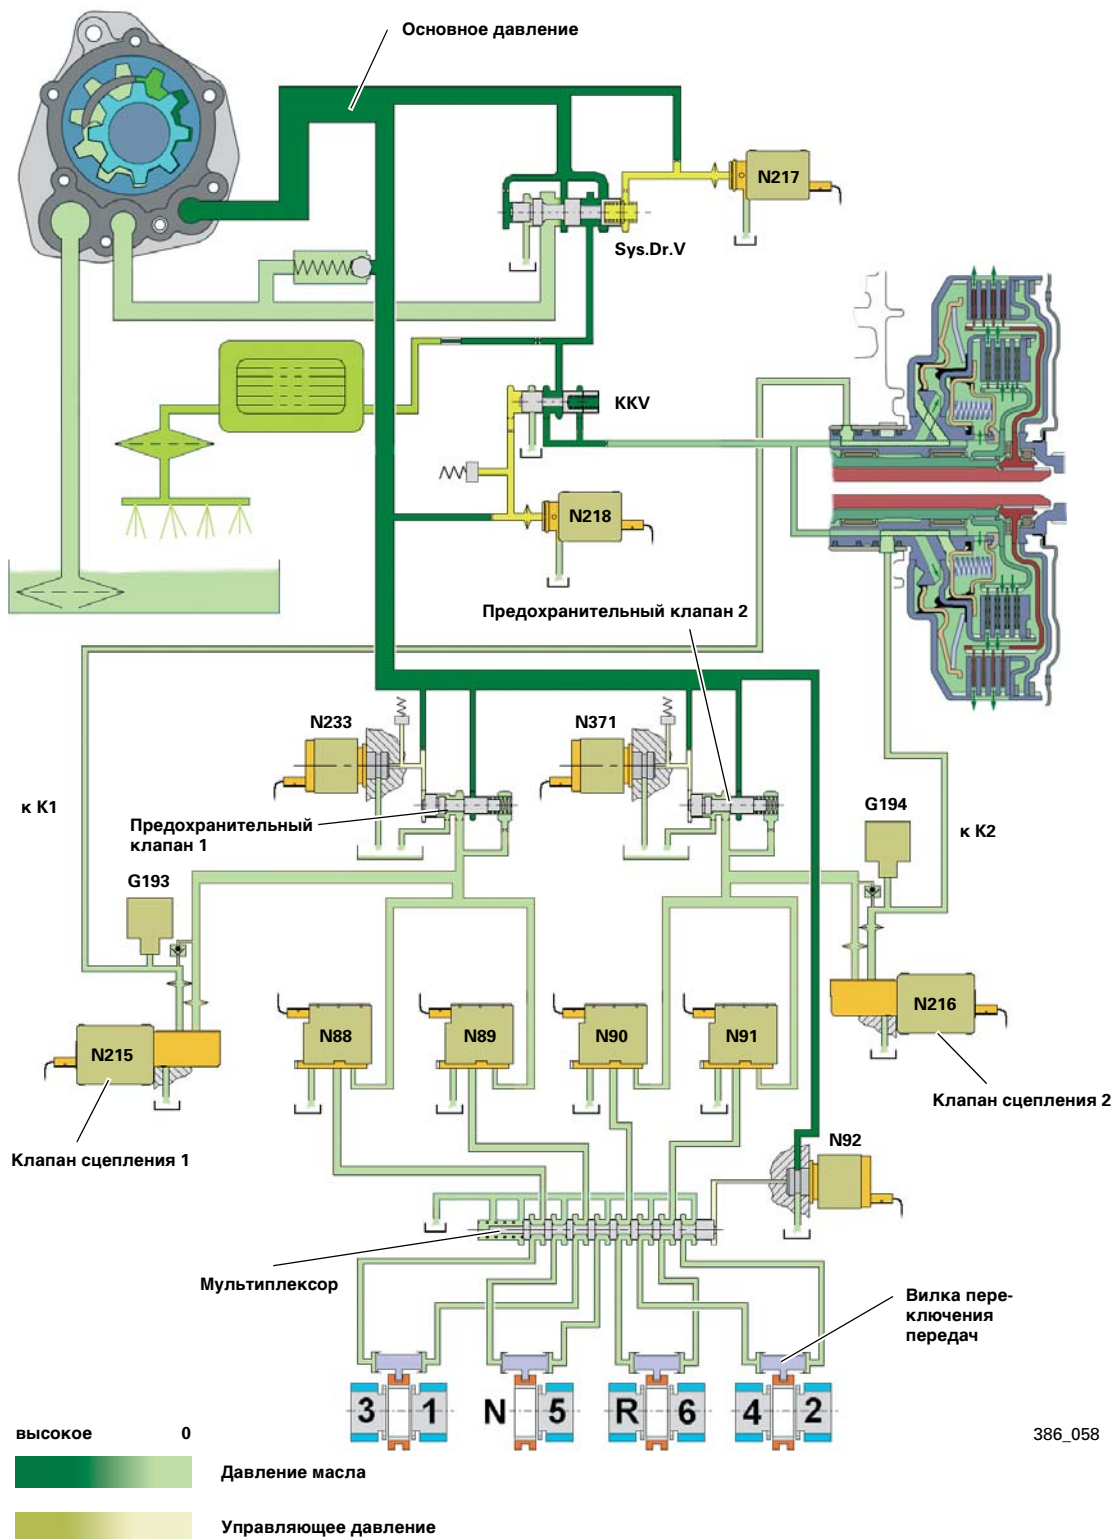 Основное давление
N217
Sys.Dr.V
KKV
N218
Предохранительный клапан 2
N233
N371
к K1
Предохранительный
клапан 1
G194
к K2
G193
N88
N89
N90
N91
N216
N215
Клапан сцепления 2
Клапан сцепления 1
N92
Мультиплексор
Вилка пере-
ключения
передач
3 1 N 5 R 6 4 2
высокое 0
386_058
Давление масла
Управляющее давление